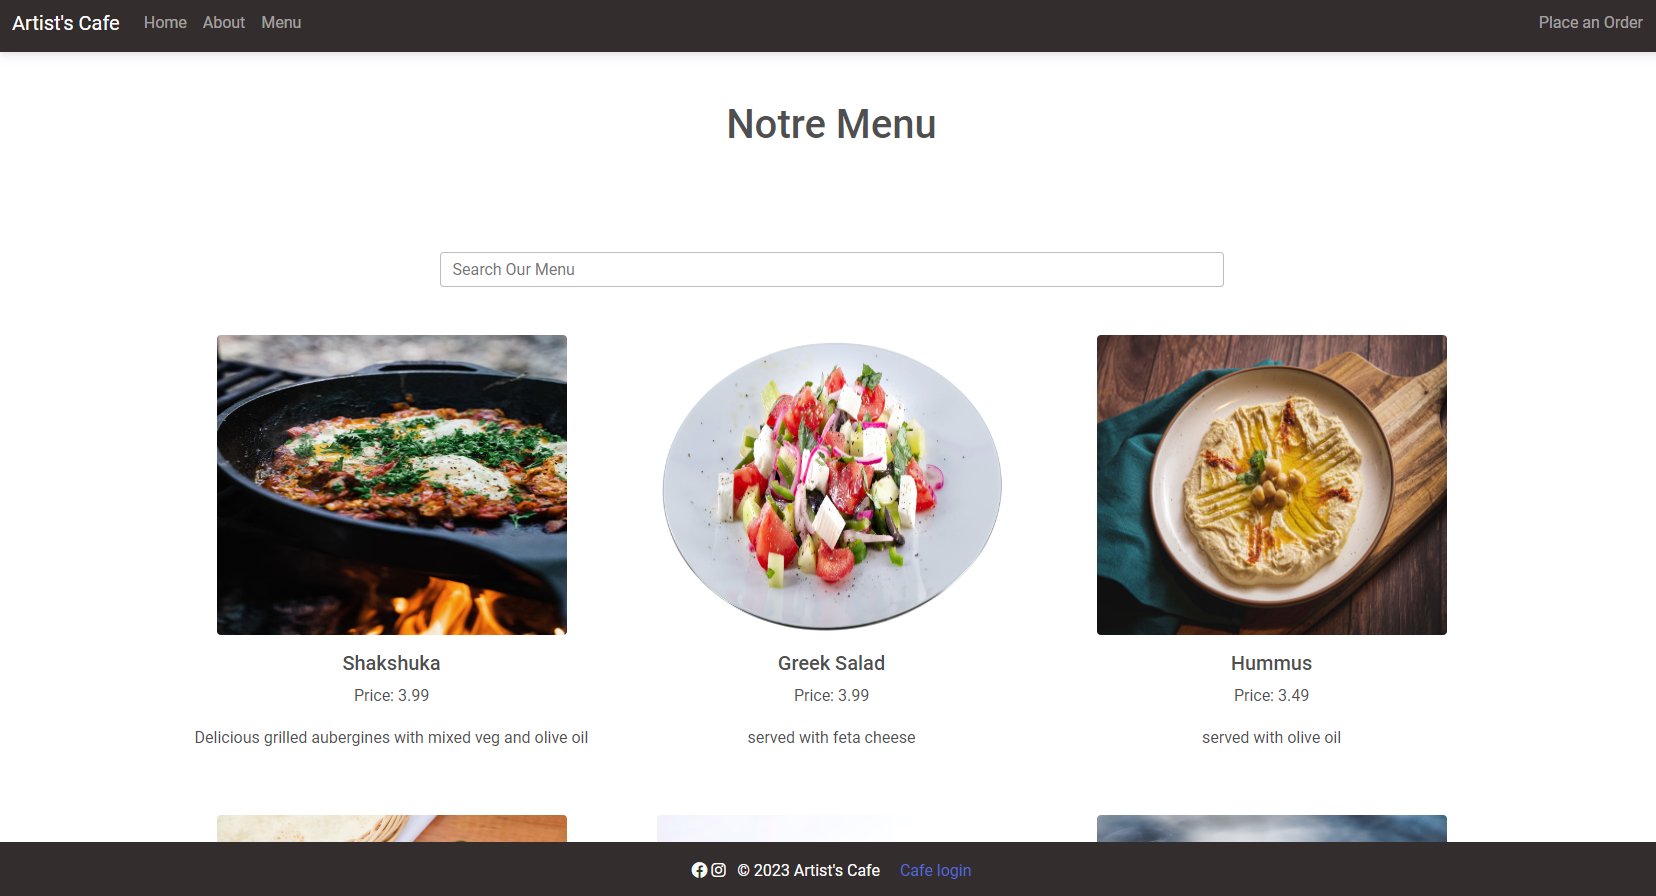 Artist's Cafe Home About Menu Place an Order
Notre Menu
Search Our Menu
Shakshuka
Price: 3.99
Delicious grilled aubergines with mixed veg and olive oil
Greek Salad
Price: 3.99
served with feta cheese
Hummus
Price: 3.49
served with olive oil
© 2023 Artist's Cafe Cafe login